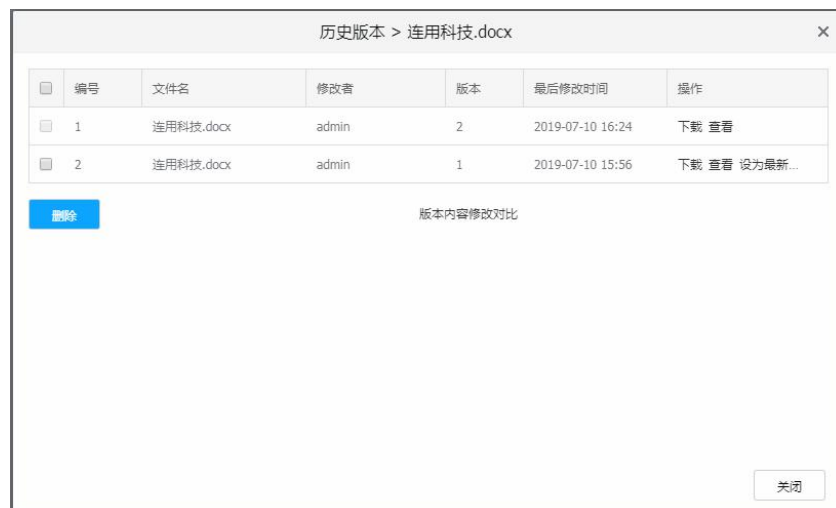 历史版本 > 连用科技.docx ×
编号 文件名 修改者 版本 最后修改时间 操作
1 连用科技.docx admin 2 2019-07-10 16:24 下载 查看
2 连用科技.docx admin 1 2019-07-10 15:56 下载 查看 设为最新...
删除 版本内容修改对比
关闭